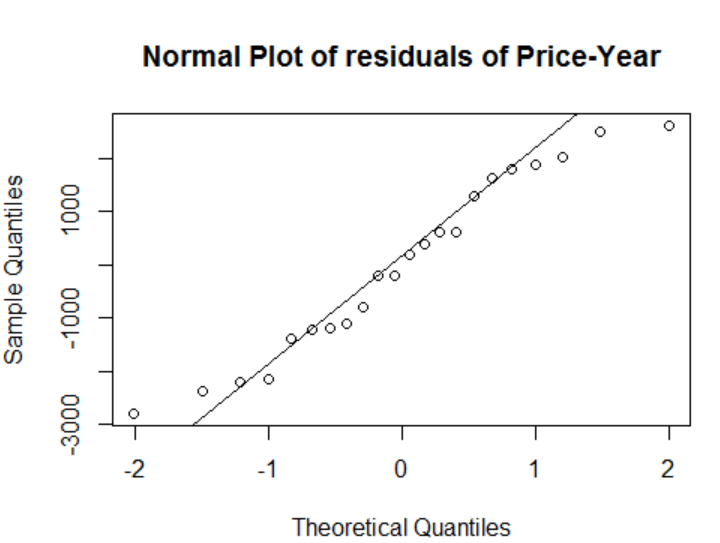 Normal Plot of residuals of Price-Year
Sample Quantiles
1000
-1000
-3000
-2 -1 0 1 2
Theoretical Quantiles